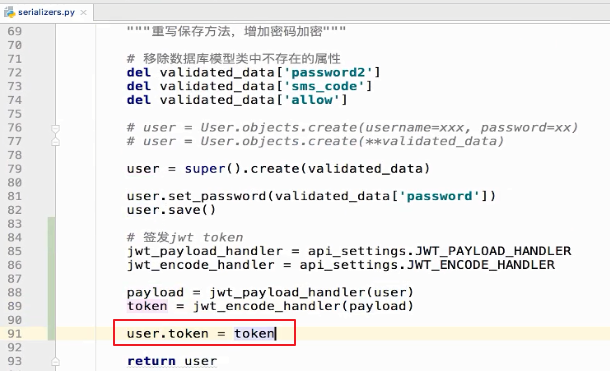 serializers.py
69 """重写保存方法，增加密码加密"""
70
71 # 移除数据库模型类中不存在的属性
72 del validated_data['password2']
73 del validated_data['sms_code']
74 del validated_data['allow']
75
76 # user = User.objects.create(username=xxx, password=xx)
77 # user = User.objects.create(**validated_data)
78
79 user = super().create(validated_data)
80
81 user.set_password(validated_data['password'])
82 user.save()
83
84 # 签发jwt token
85 jwt_payload_handler = api_settings.JWT_PAYLOAD_HANDLER
86 jwt_encode_handler = api_settings.JWT_ENCODE_HANDLER
87
88 payload = jwt_payload_handler(user)
89 token = jwt_encode_handler(payload)
90
91 user.token = token
92
93 return user